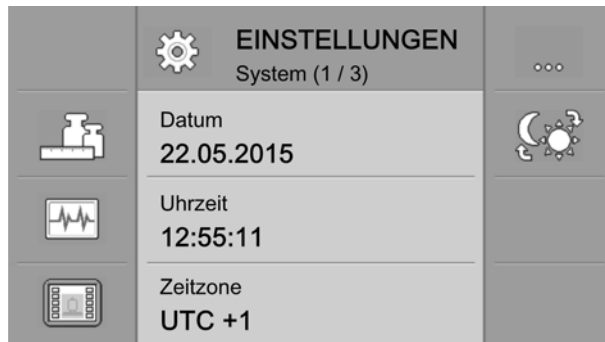 EINSTELLUNGEN
System (1 / 3)
Datum
22.05.2015
Uhrzeit
12:55:11
Zeitzone
UTC +1